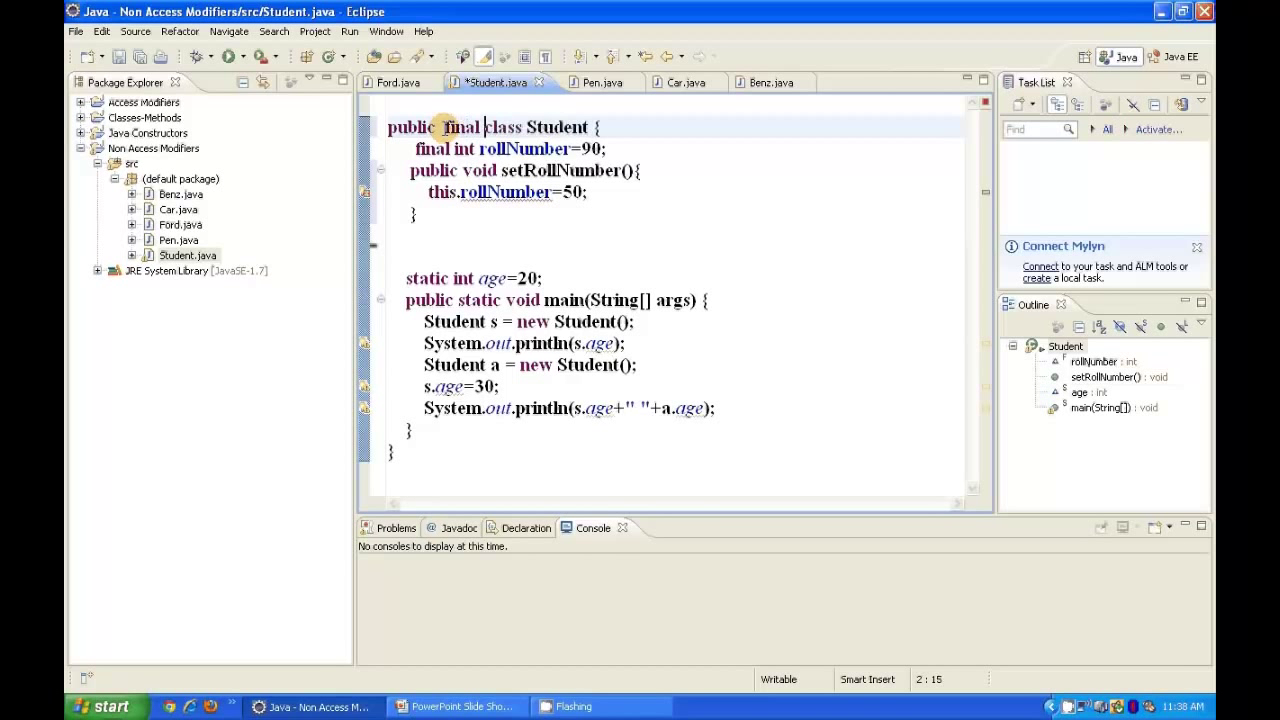 Java - Non Access Modifiers/src/Student.java - Eclipse
File Edit Source Refactor Navigate Search Project Run Window Help
Java Java EE
Package Explorer
Access Modifiers
Classes-Methods
Java Constructors
Non Access Modifiers
src
(default package)
Benz.java
Car.java
Ford.java
Pen.java
Student.java
JRE System Library [JavaSE-1.7]
Ford.java *Student.java Pen.java Car.java Benz.java
public final class Student {
final int rollNumber=90;
public void setRollNumber(){
this.rollNumber=50;
}
static int age=20;
public static void main(String[] args) {
Student s = new Student();
System.out.println(s.age);
Student a = new Student();
s.age=30;
System.out.println(s.age+" "+a.age);
}
}
Task List
Find All Activate...
Connect Mylyn
Connect to your task and ALM tools or
create a local task.
Outline
Student
rollNumber : int
setRollNumber() : void
age : int
main(String[]) : void
Problems @ Javadoc Declaration Console
No consoles to display at this time.
Writable Smart Insert 2 : 15
start Java - Non Access M... PowerPoint Slide Sho... Flashing 11:38 AM